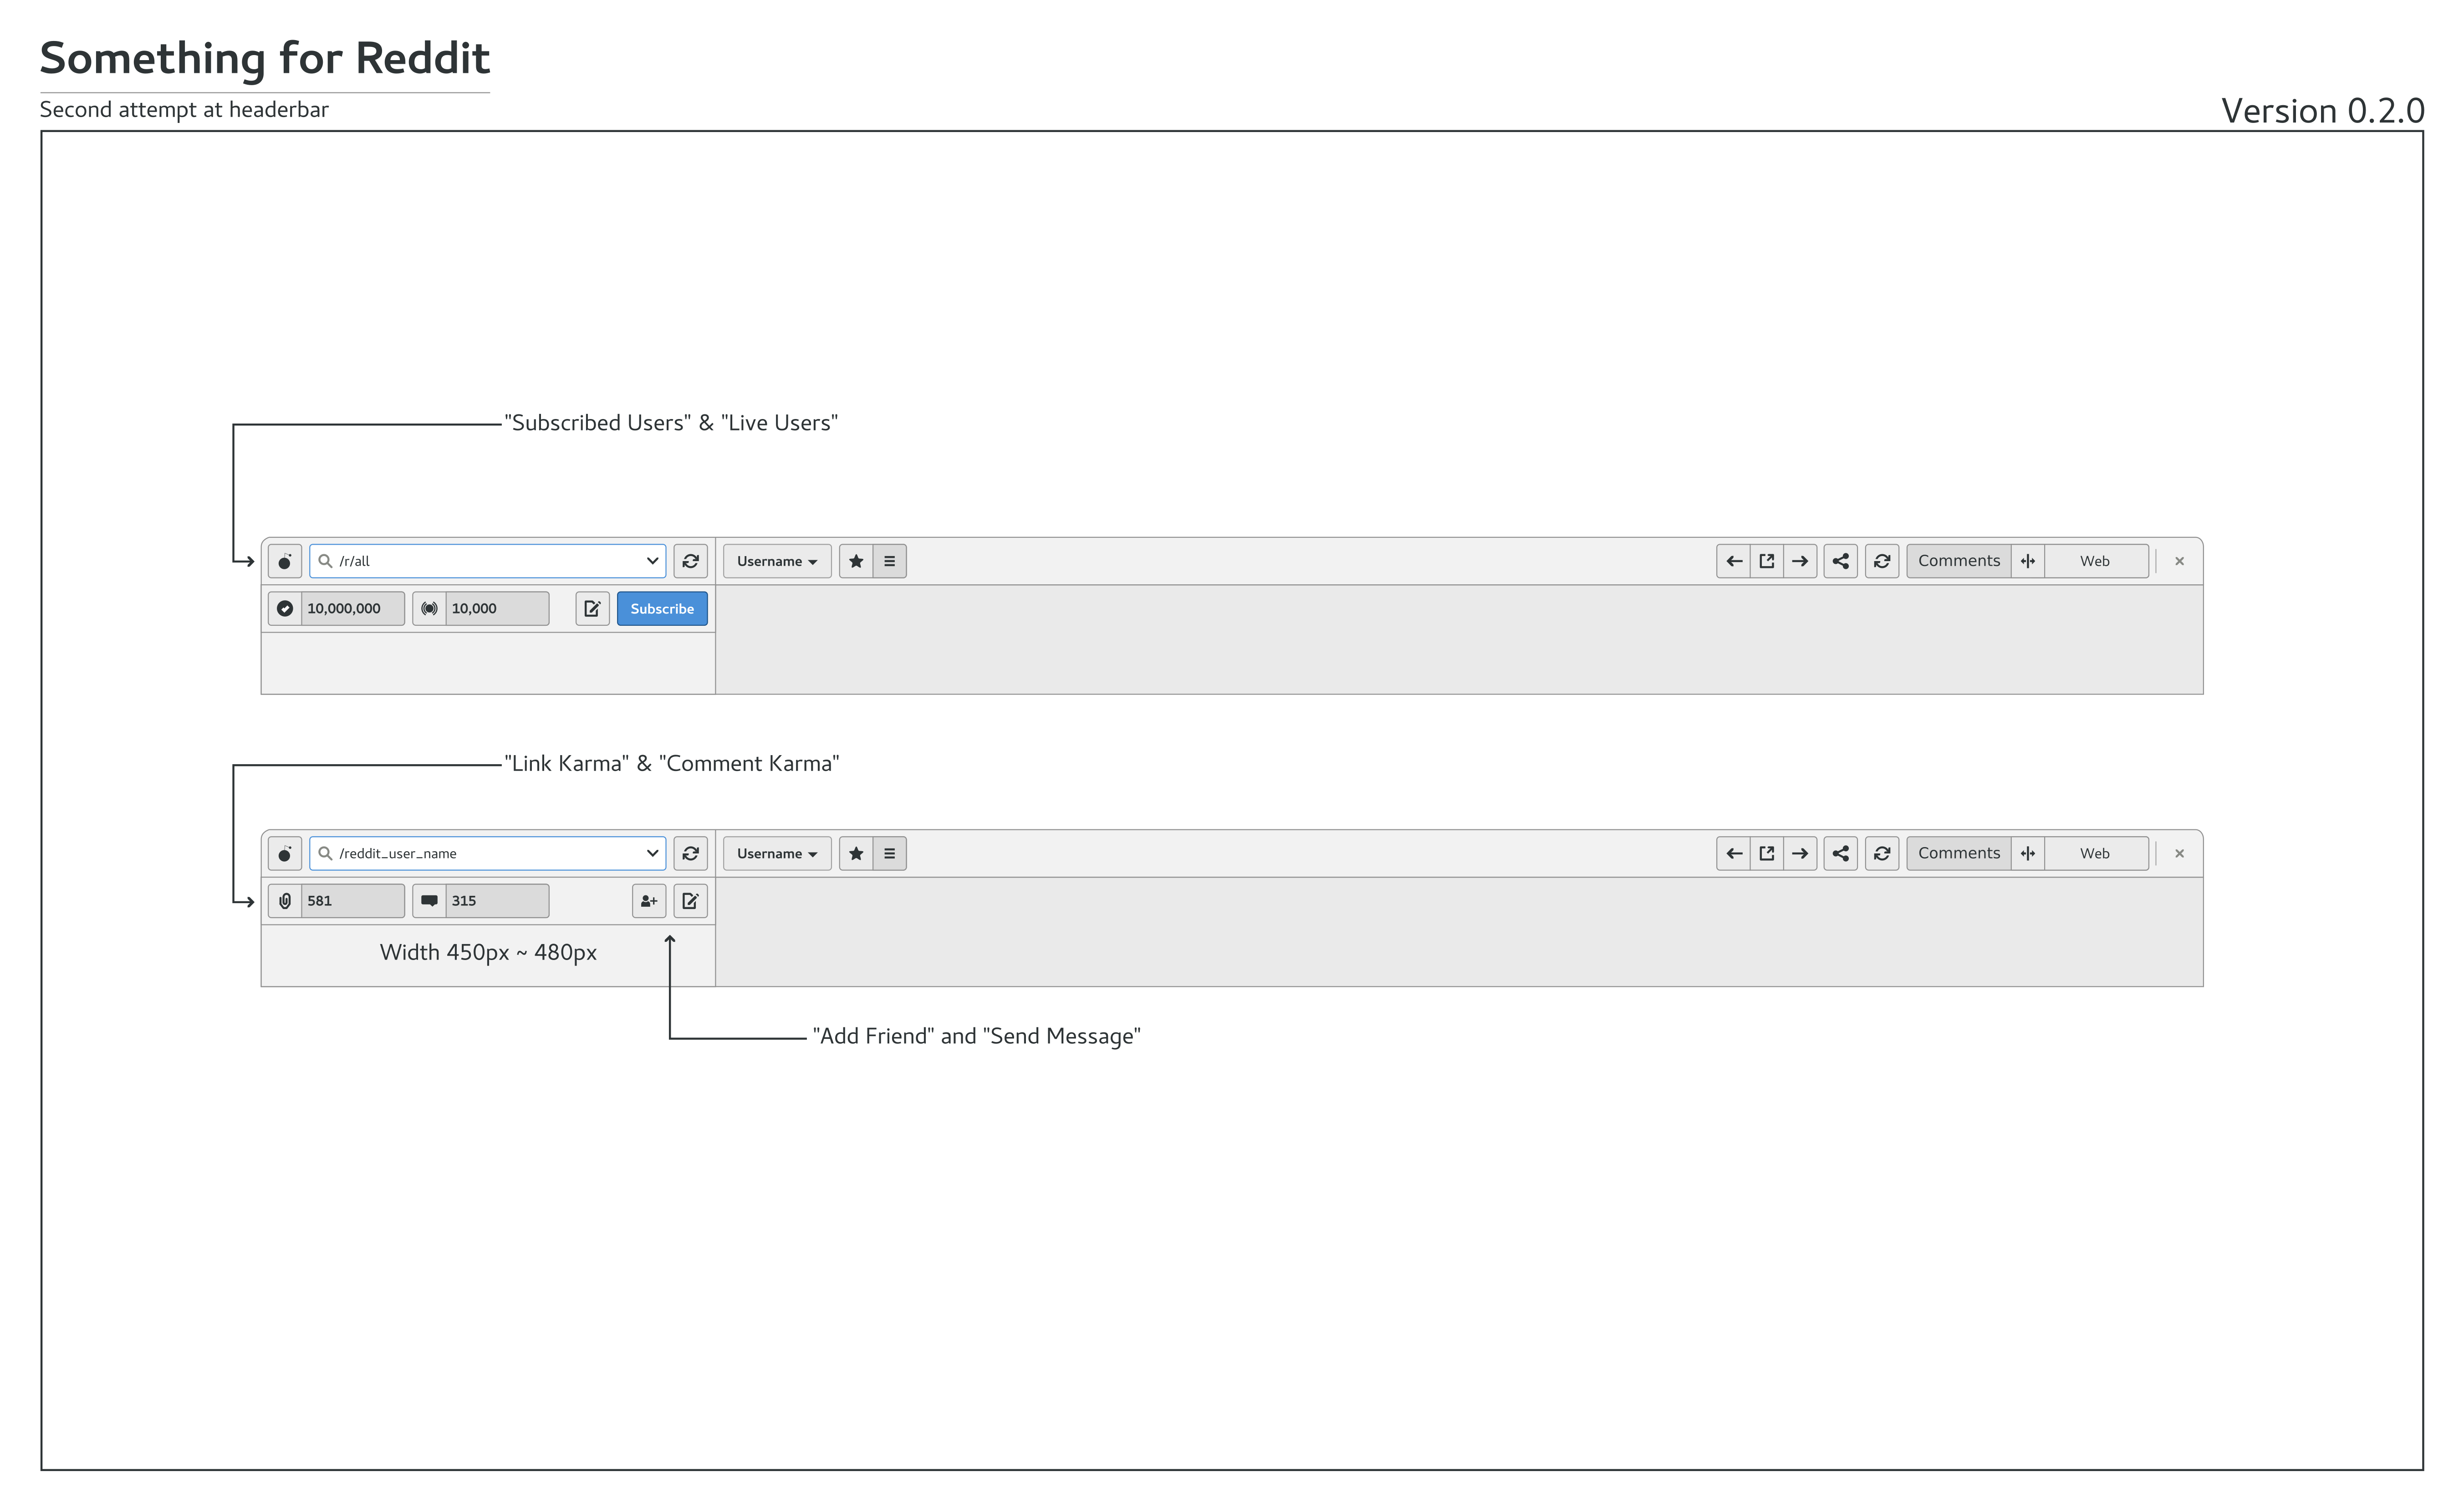 Something for Reddit
Second attempt at headerbar
Version 0.2.0
"Subscribed Users" & "Live Users"
/r/all
Username
Comments
Web
10,000,000
10,000
Subscribe
"Link Karma" & "Comment Karma"
/reddit_user_name
Username
Comments
Web
581
315
Width 450px ~ 480px
"Add Friend" and "Send Message"